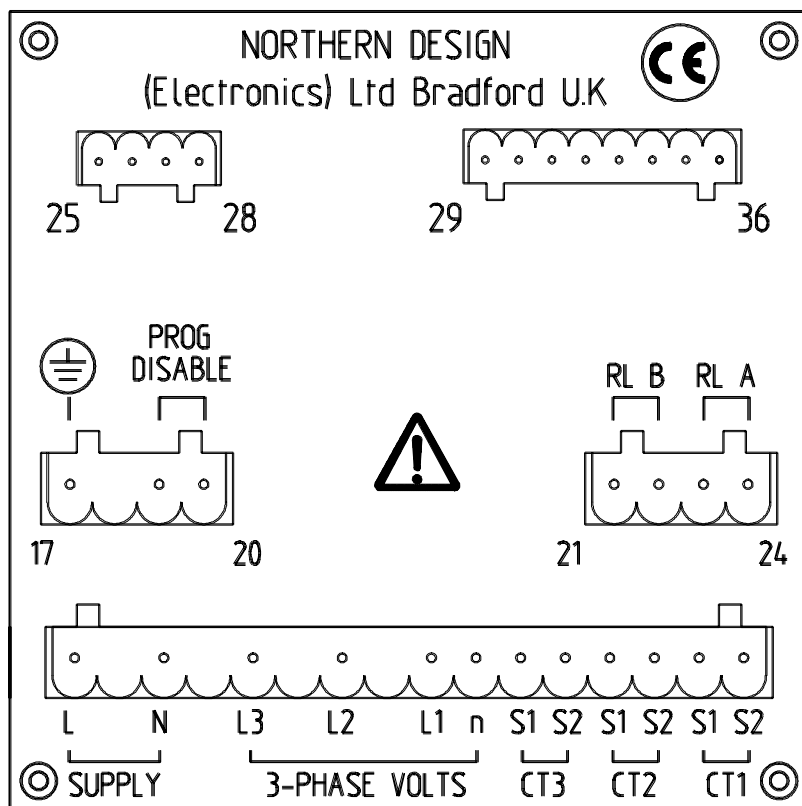 NORTHERN DESIGN
(Electronics) Ltd Bradford U.K
CE
25 28 29 36
PROG
DISABLE
RL B RL A
17 20 21 24
L N L3 L2 L1 n S1 S2 S1 S2 S1 S2
SUPPLY 3-PHASE VOLTS CT3 CT2 CT1